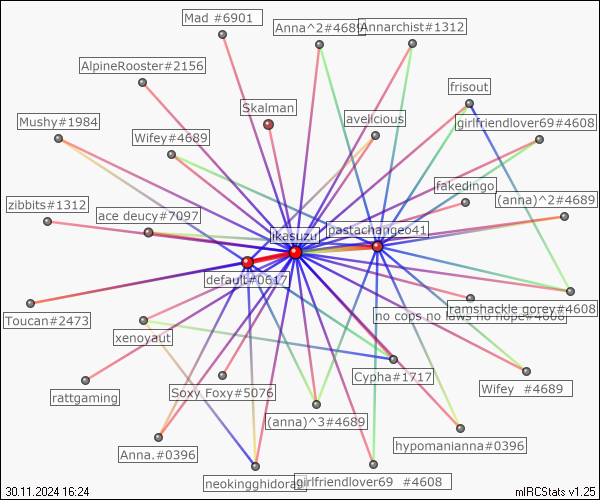 Mad #6901
Anna^2#4689
Annarchist#1312
AlpineRooster#2156
frisout
Skalman
avelicious
Mushy#1984
girlfriendlover69#4608
Wifey#4689
fakedingo
(anna)^2#4689
zibbits#1312
ace deucy#7097
ikasuzu
pastachangeo41
default#0617
Toucan#2473
ramshackle gorey#4608
no cops no laws no hope#4608
xenoyaut
Cypha#1717
Wifey #4689
rattgaming
Soxy Foxy#5076
(anna)^3#4689
hypomanianna#0396
Anna.#0396
neokingghidorah
girlfriendlover69 #4608
30.11.2024 16:24
mIRCStats v1.25